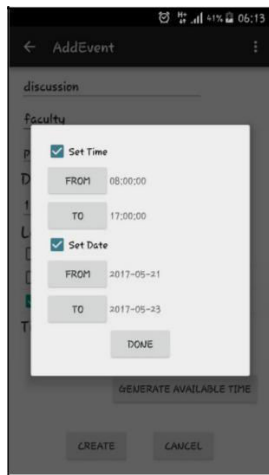 H+ 41% 06:13
AddEvent
discussion
faculty
Set Time
FROM 08:00:00
TO 17:00:00
Set Date
FROM 2017-05-21
TO 2017-05-23
DONE
GENERATE AVAILABLE TIME
CREATE CANCEL